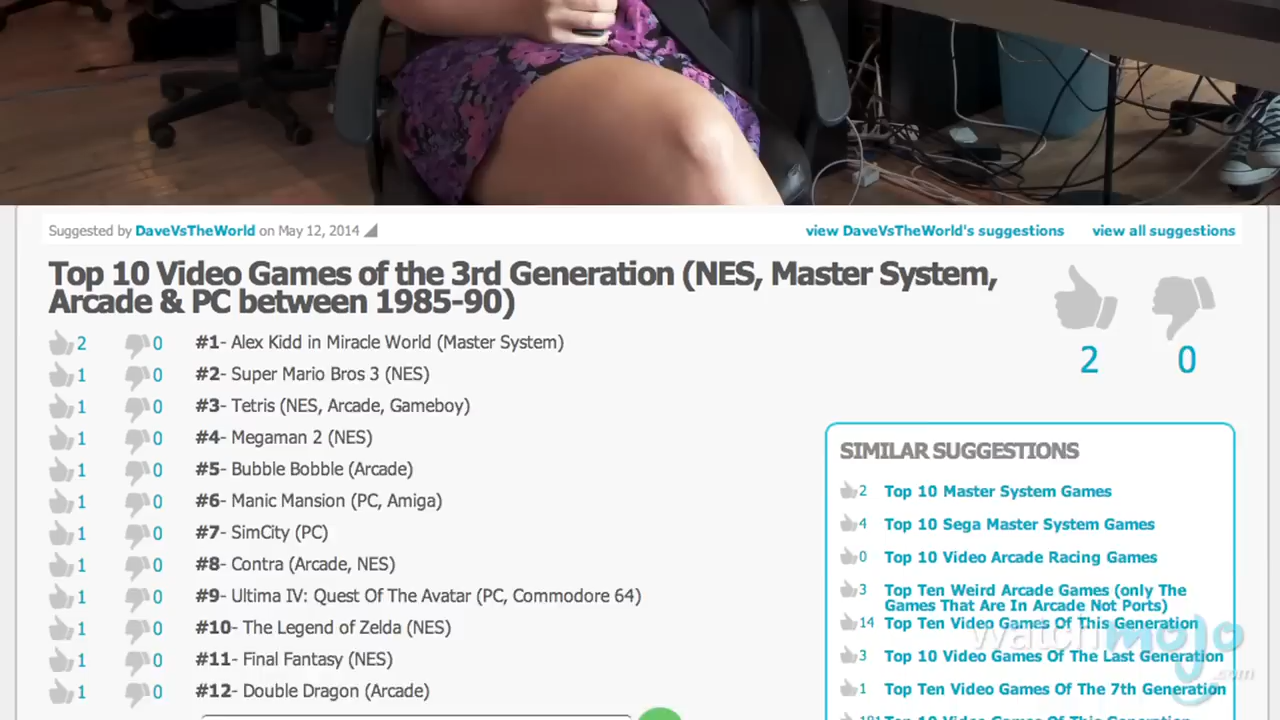 Suggested by DaveVsTheWorld on May 12, 2014
view DaveVsTheWorld's suggestions
view all suggestions
Top 10 Video Games of the 3rd Generation (NES, Master System,
Arcade & PC between 1985-90)
2 0
2 0 #1- Alex Kidd in Miracle World (Master System)
1 0 #2- Super Mario Bros 3 (NES)
1 0 #3- Tetris (NES, Arcade, Gameboy)
1 0 #4- Megaman 2 (NES)
1 0 #5- Bubble Bobble (Arcade)
1 0 #6- Manic Mansion (PC, Amiga)
1 0 #7- SimCity (PC)
1 0 #8- Contra (Arcade, NES)
1 0 #9- Ultima IV: Quest Of The Avatar (PC, Commodore 64)
1 0 #10- The Legend of Zelda (NES)
1 0 #11- Final Fantasy (NES)
1 0 #12- Double Dragon (Arcade)
SIMILAR SUGGESTIONS
2 Top 10 Master System Games
4 Top 10 Sega Master System Games
0 Top 10 Video Arcade Racing Games
3 Top Ten Weird Arcade Games (only The
Games That Are In Arcade Not Ports)
14 Top Ten Video Games Of This Generation
3 Top 10 Video Games Of The Last Generation
1 Top Ten Video Games Of The 7th Generation
Top 10 Video Games Of This Generation
watchmojo
.com